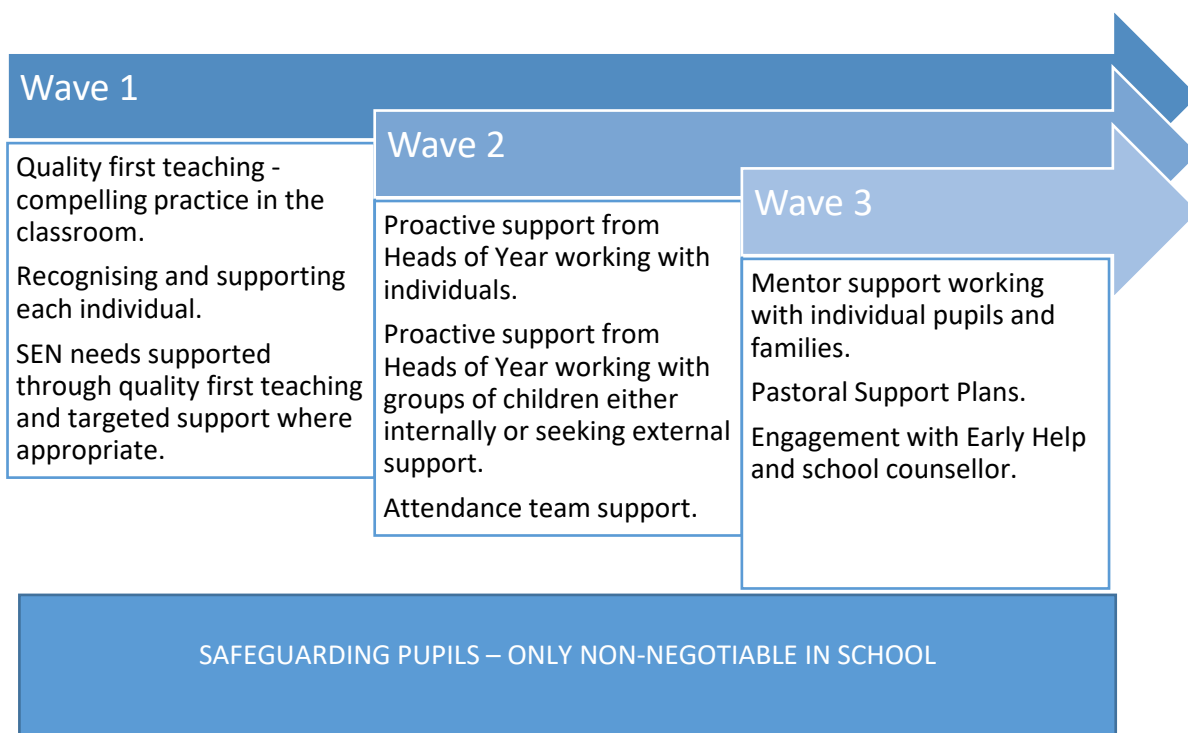 Wave 1
Quality first teaching -
compelling practice in the
classroom.
Recognising and supporting
each individual.
SEN needs supported
through quality first teaching
and targeted support where
appropriate.
Wave 2
Proactive support from
Heads of Year working with
individuals.
Proactive support from
Heads of Year working with
groups of children either
internally or seeking external
support.
Attendance team support.
Wave 3
Mentor support working
with individual pupils and
families.
Pastoral Support Plans.
Engagement with Early Help
and school counsellor.
SAFEGUARDING PUPILS – ONLY NON-NEGOTIABLE IN SCHOOL